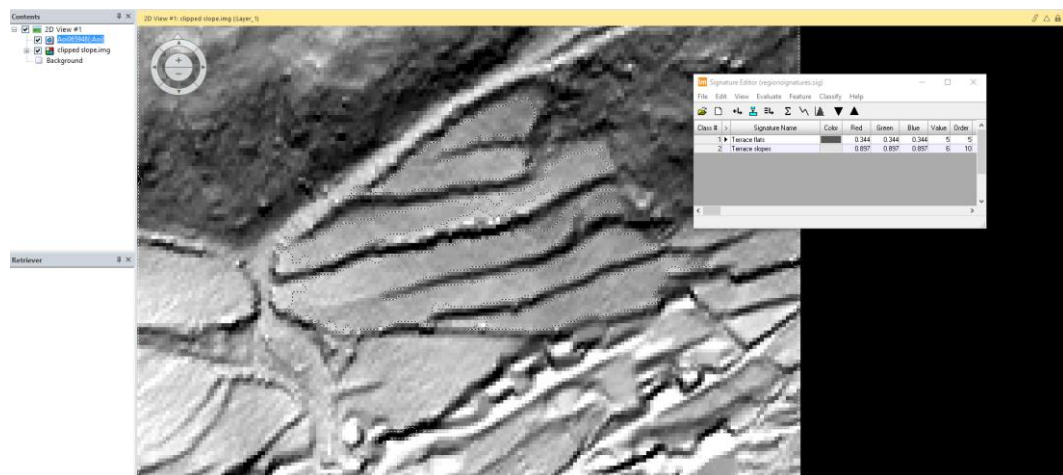 Contents
2D View #1: clipped slope.img (:Layer_1)
2D View #1
clipped slope.img
Background
Retriever
Signature Editor (regionsignatures.sig)
File Edit View Evaluate Feature Classify Help
Class # > Signature Name Color Red Green Blue Value Order
1 Terrace flats 0.344 0.344 0.344 5 5
2 Terrace slopes 0.897 0.897 0.897 6 10